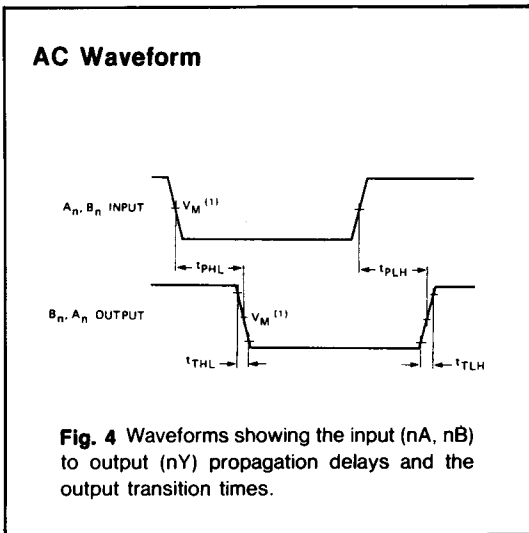 AC Waveform
Aₙ, Bₙ INPUT
V_M (1)
t_PHL
t_PLH
Bₙ, Aₙ OUTPUT
V_M (1)
t_THL
t_TLH
Fig. 4 Waveforms showing the input (nA, nB)
to output (nY) propagation delays and the
output transition times.